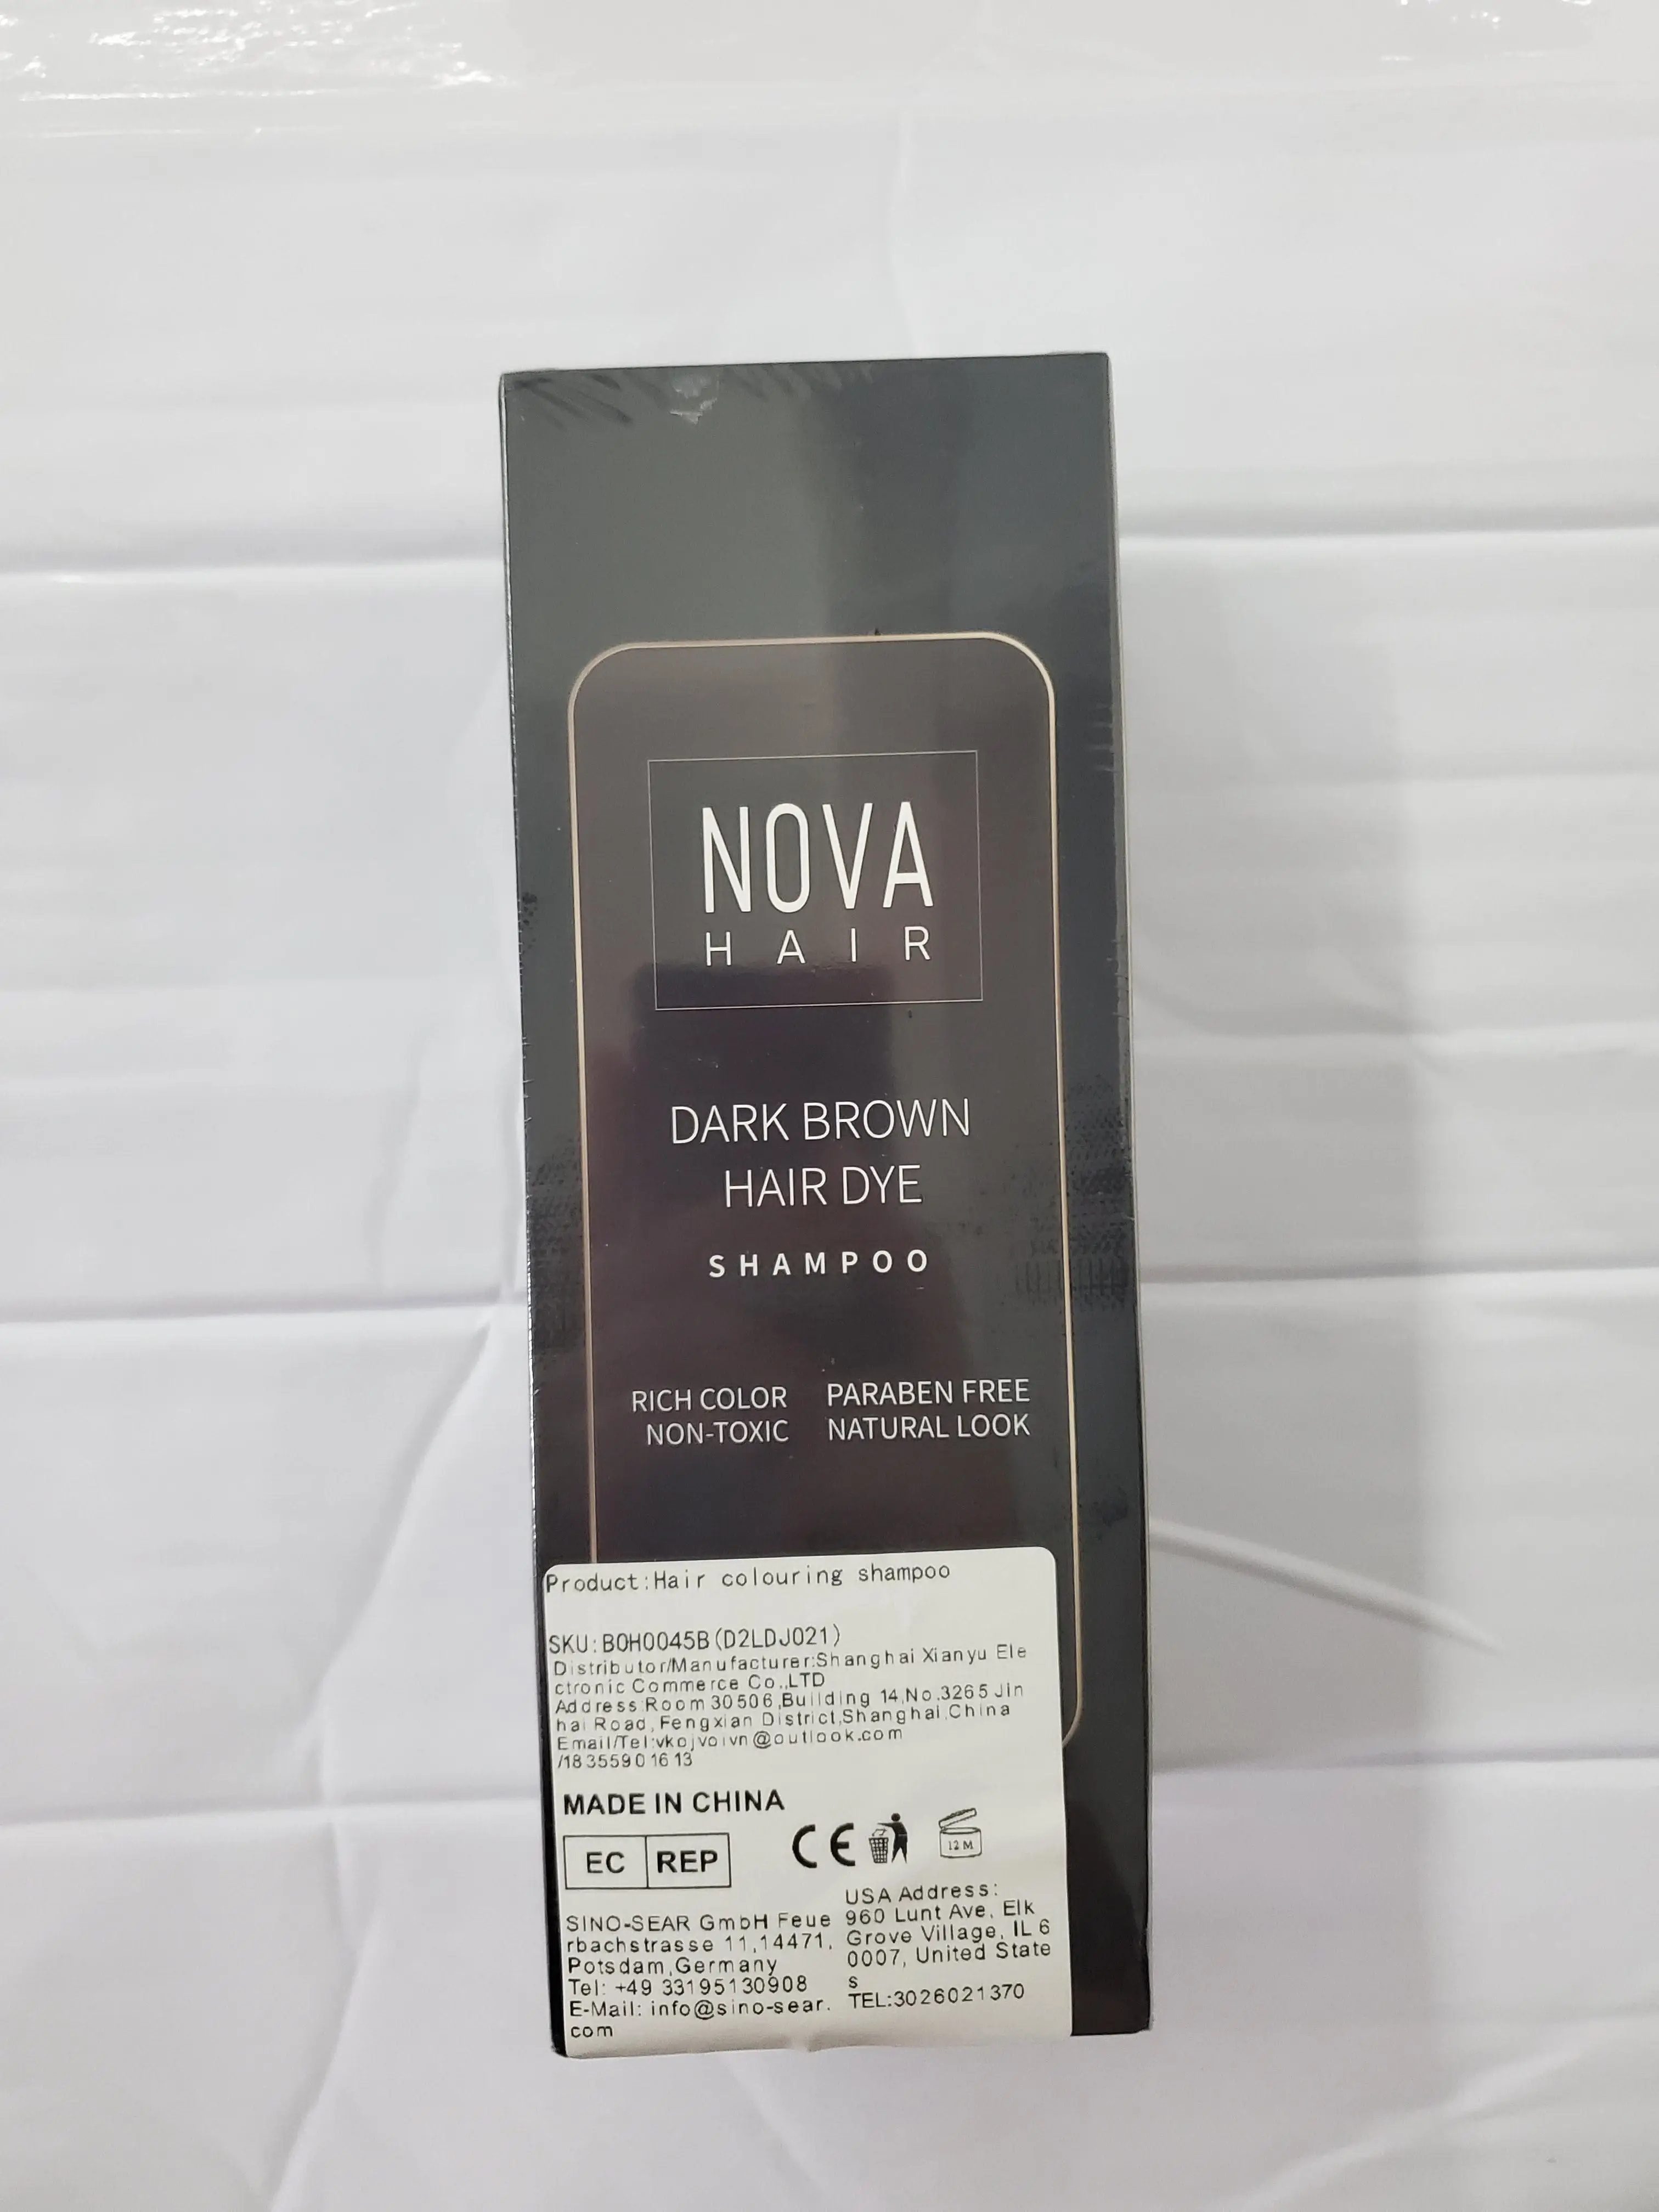 NOVA
HAIR
DARK BROWN
HAIR DYE
SHAMPOO
RICH COLOR PARABEN FREE
NON-TOXIC NATURAL LOOK
Product:Hair colouring shampoo
SKU:B0H0045B(D2LDJ021)
Distributor/Manufacturer:Shanghai Xianyu Ele
ctronic Commerce Co.,LTD
Address:Room 30506,Building 14,No.3265 Jin
hai Road, Fengxian District,Shanghai,China
Email/Tel:vkojvoivn@outlook.com
/18355901613
MADE IN CHINA
EC REP
CE
12 M
SINO-SEAR GmbH Feue
rbachstrasse 11,14471,
Potsdam,Germany
Tel: +49 33195130908
E-Mail: info@sino-sear.
com
USA Address:
960 Lunt Ave, Elk
Grove Village, IL 6
0007, United State
s
TEL:3026021370